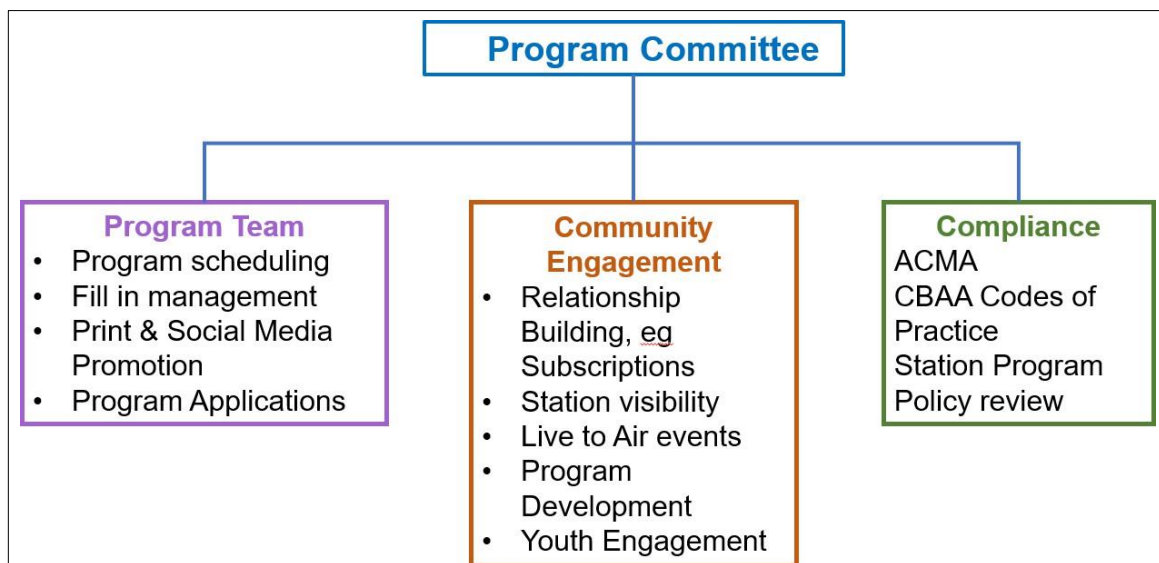 Program Committee
Program Team
• Program scheduling
• Fill in management
• Print & Social Media
Promotion
• Program Applications
Community
Engagement
• Relationship
Building, eg
Subscriptions
• Station visibility
• Live to Air events
• Program
Development
• Youth Engagement
Compliance
ACMA
CBAA Codes of
Practice
Station Program
Policy review